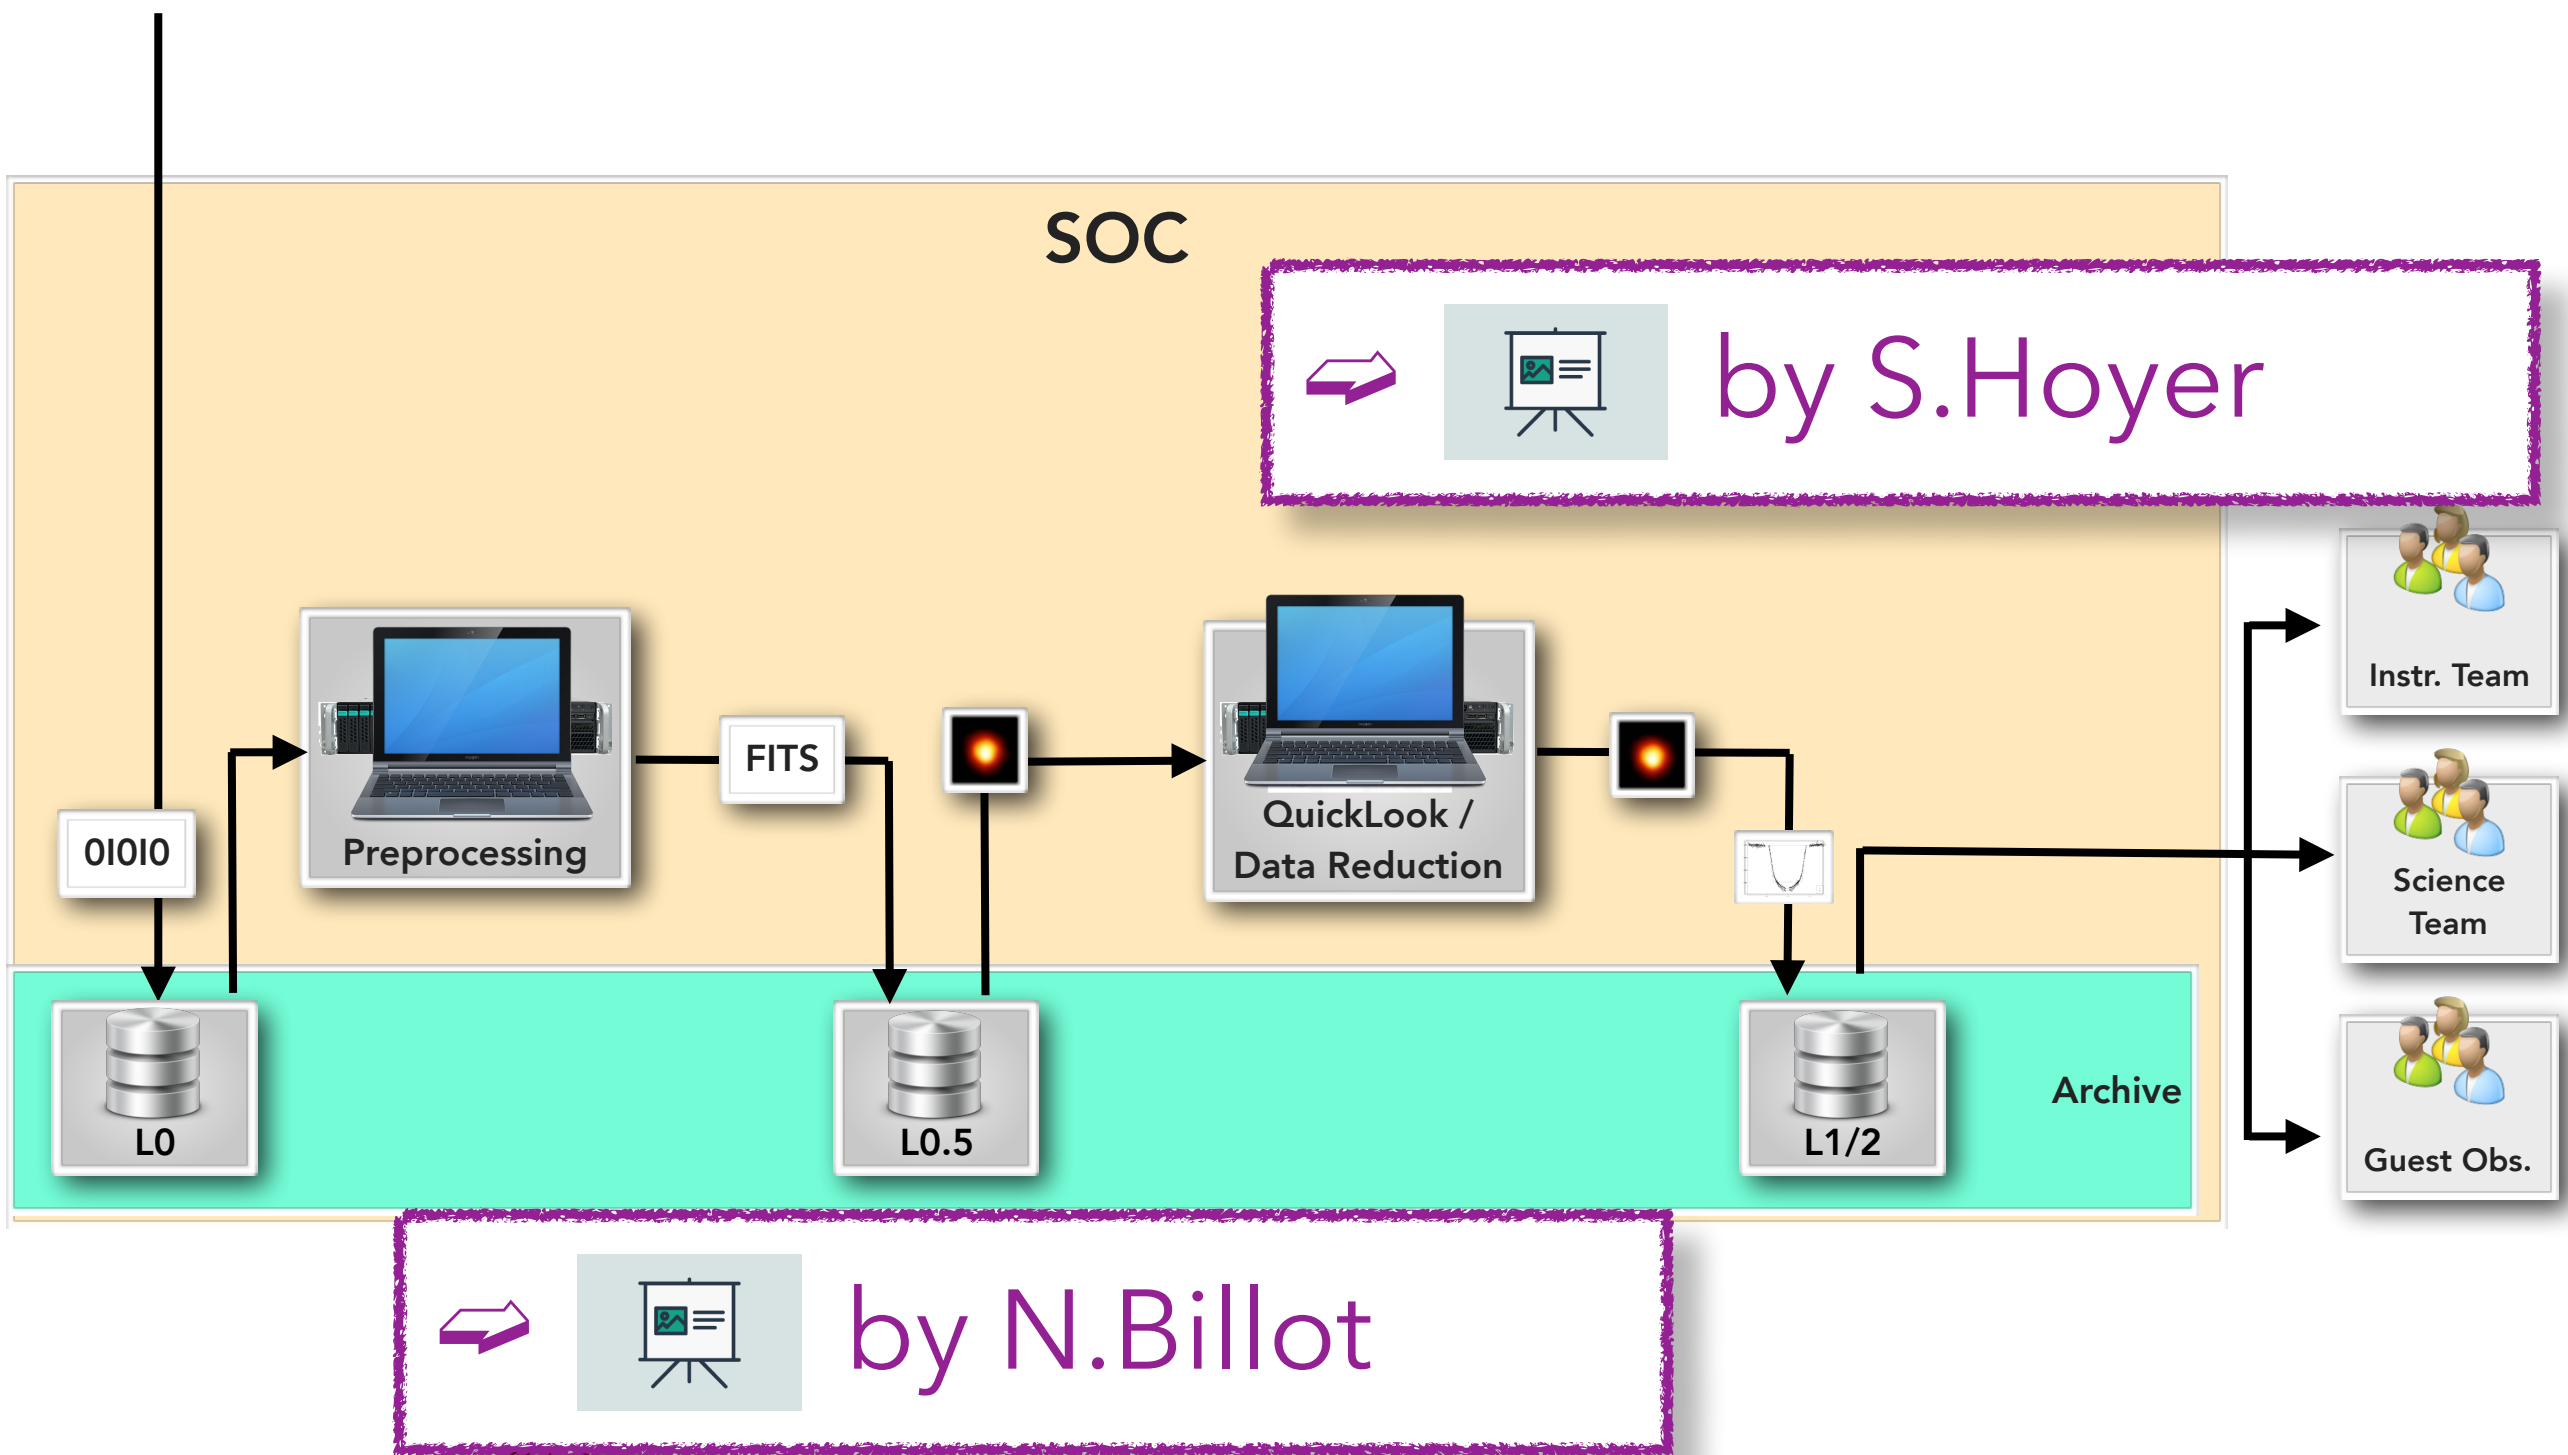 SOC
by S.Hoyer
Instr. Team
FITS
QuickLook /
Data Reduction
Preprocessing
0I0I0
Science
Team
Archive
L0
L0.5
L1/2
Guest Obs.
by N.Billot